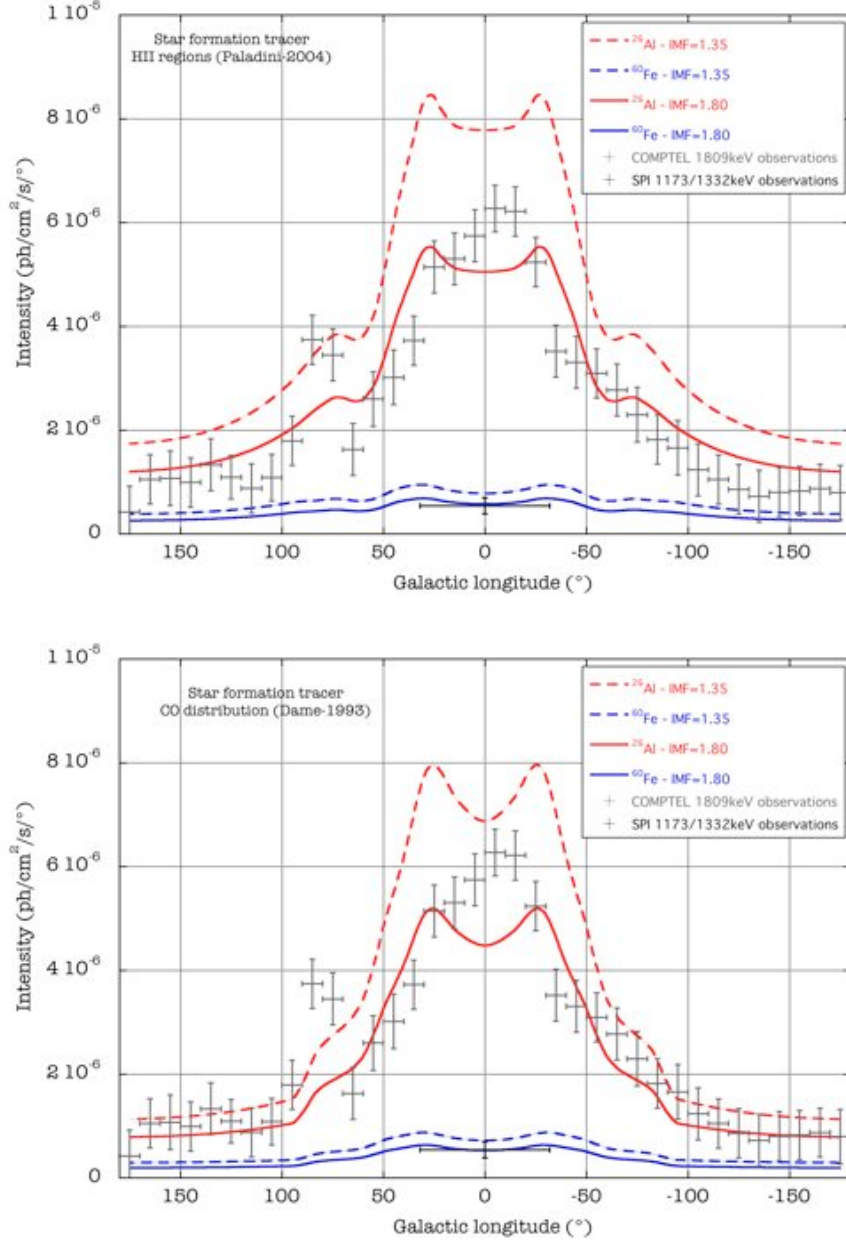 1 10⁻⁵
Star formation tracer
HII regions (Paladini-2004)
²⁶Al - IMF=1.35
⁶⁰Fe - IMF=1.35
²⁶Al - IMF=1.80
⁶⁰Fe - IMF=1.80
COMPTEL 1809keV observations
SPI 1173/1332keV observations
8 10⁻⁶
6 10⁻⁶
4 10⁻⁶
2 10⁻⁶
0
Intensity (ph/cm²/s/°)
150 100 50 0 -50 -100 -150
Galactic longitude (°)
1 10⁻⁵
Star formation tracer
CO distribution (Dame-1993)
²⁶Al - IMF=1.35
⁶⁰Fe - IMF=1.35
²⁶Al - IMF=1.80
⁶⁰Fe - IMF=1.80
COMPTEL 1809keV observations
SPI 1173/1332keV observations
8 10⁻⁶
6 10⁻⁶
4 10⁻⁶
2 10⁻⁶
0
Intensity (ph/cm²/s/°)
150 100 50 0 -50 -100 -150
Galactic longitude (°)